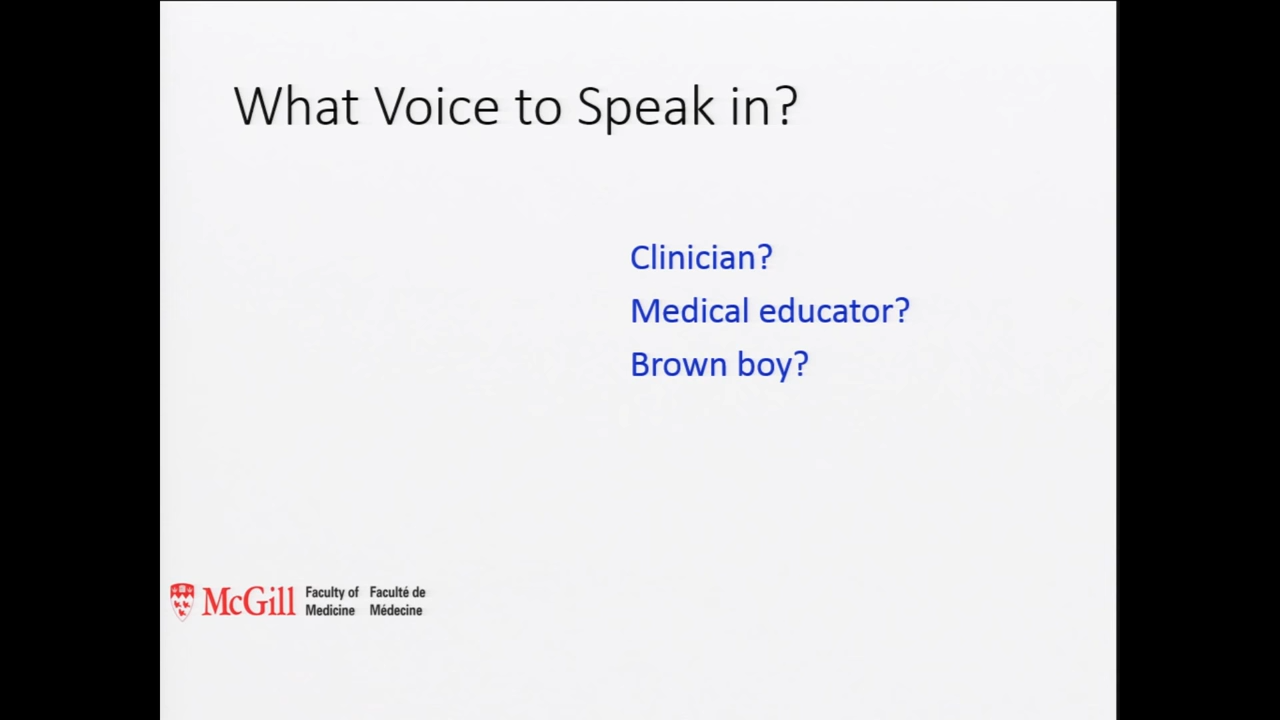 What Voice to Speak in?
Clinician?
Medical educator?
Brown boy?
McGill
Faculty of
Medicine
Faculté de
Médecine